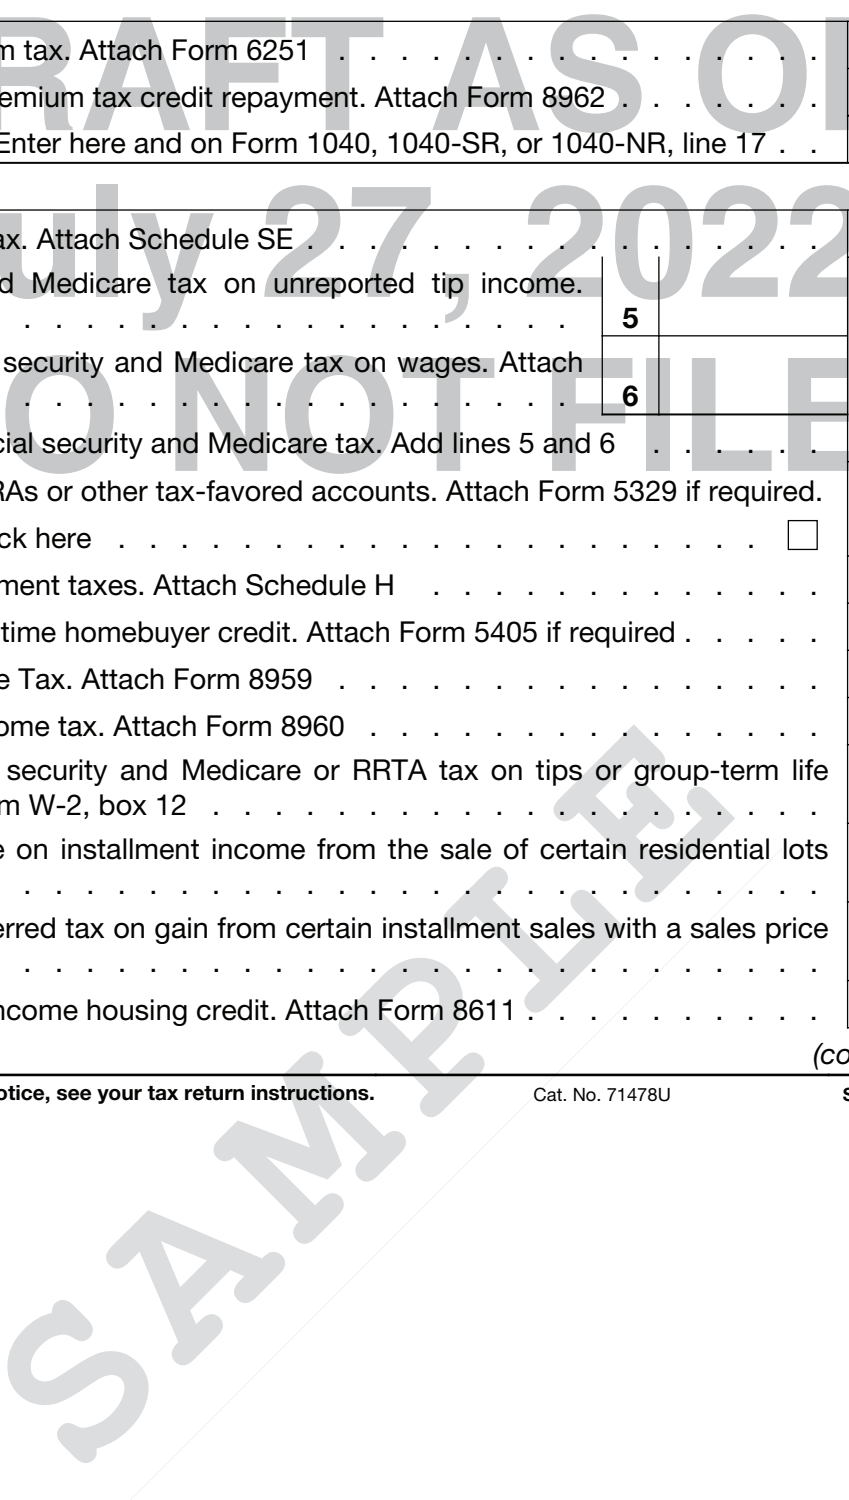 m tax. Attach Form 6251 . . . . . . . . . . . . . . . .
emium tax credit repayment. Attach Form 8962 . . . . . . .
Enter here and on Form 1040, 1040-SR, or 1040-NR, line 17 . .
RAFT AS OF
ax. Attach Schedule SE . . . . . . . . . . . . . . . . .
uly 27, 2022
d Medicare tax on unreported tip income.
. . . . . . . . . . . . . . . . . . 5
security and Medicare tax on wages. Attach
. . . . . . . . . . . . . . . . . . 6
O NOT FILE
cial security and Medicare tax. Add lines 5 and 6 . . . . . .
RAs or other tax-favored accounts. Attach Form 5329 if required.
ck here . . . . . . . . . . . . . . . . . . . . .
ment taxes. Attach Schedule H . . . . . . . . . . . . .
time homebuyer credit. Attach Form 5405 if required . . . . .
e Tax. Attach Form 8959 . . . . . . . . . . . . . . . .
ome tax. Attach Form 8960 . . . . . . . . . . . . . . .
security and Medicare or RRTA tax on tips or group-term life
m W-2, box 12 . . . . . . . . . . . . . . . . . . . .
e on installment income from the sale of certain residential lots
. . . . . . . . . . . . . . . . . . . . . . . . . .
erred tax on gain from certain installment sales with a sales price
. . . . . . . . . . . . . . . . . . . . . . . . . .
ncome housing credit. Attach Form 8611 . . . . . . . . . .
(co
otice, see your tax return instructions. Cat. No. 71478U S
SAMPLE